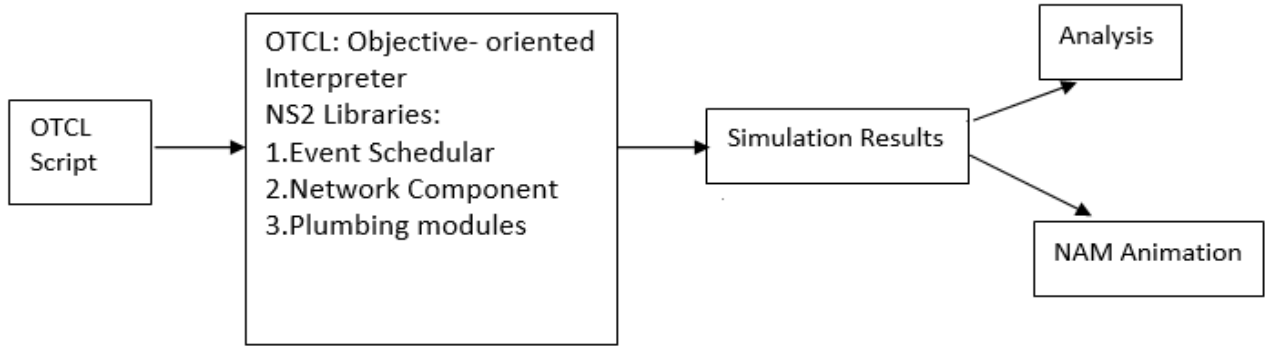 OTCL
Script
OTCL: Objective- oriented
Interpreter
NS2 Libraries:
1.Event Schedular
2.Network Component
3.Plumbing modules
Simulation Results
Analysis
NAM Animation